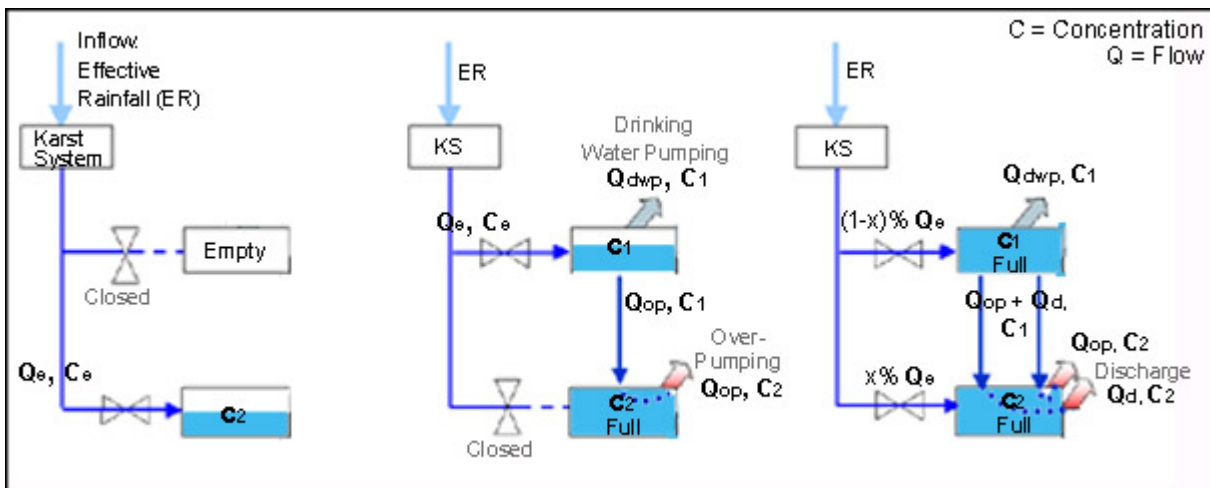 C = Concentration
Q = Flow
Inflow:
Effective
Rainfall (ER)
Karst
System
Empty
Closed
Qe, Ce
C2
ER
KS
Drinking
Water Pumping
Qdwp, C1
Qe, Ce
C1
Qop, C1
Over-
Pumping
Qop, C2
C2
Full
Closed
ER
KS
Qdwp, C1
(1-x)% Qe
C1
Full
Qop + Qd,
C1
Qop, C2
Discharge
Qd, C2
x% Qe
C2
Full